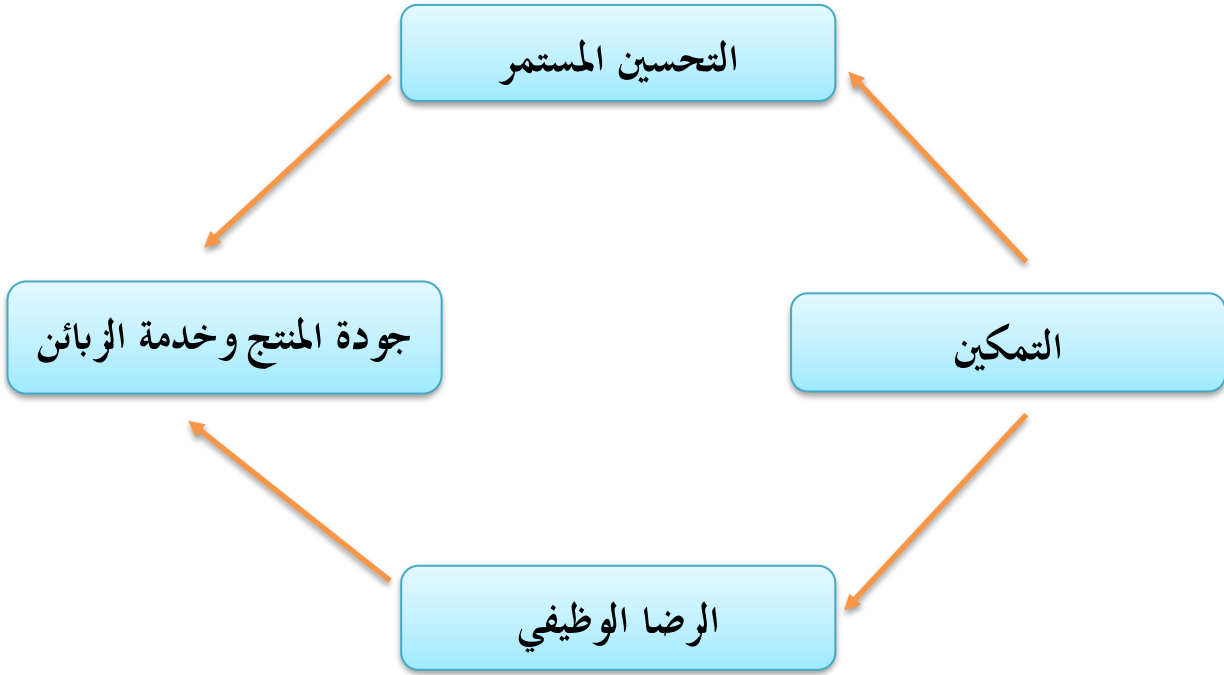 التحسين المستمر
التمكين
جودة المنتج وخدمة الزبائن
الرضا الوظيفي